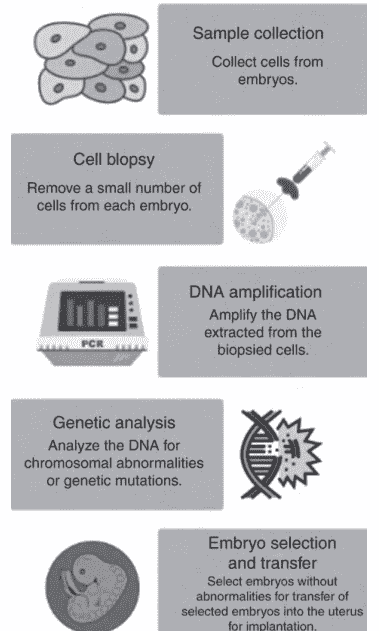 Sample collection
Collect cells from
embryos.
Cell blopsy
Remove a small number of
cells from each embryo.
DNA amplification
Amplify the DNA
extracted from the
biopsied cells.
PCR
Genetic analysis
Analyze the DNA for
chromosomal abnormalities
or genetic mutations.
Embryo selection
and transfer
Select embryos without
abnormalities for transfer of
selected embryos into the uterus
for implantation.